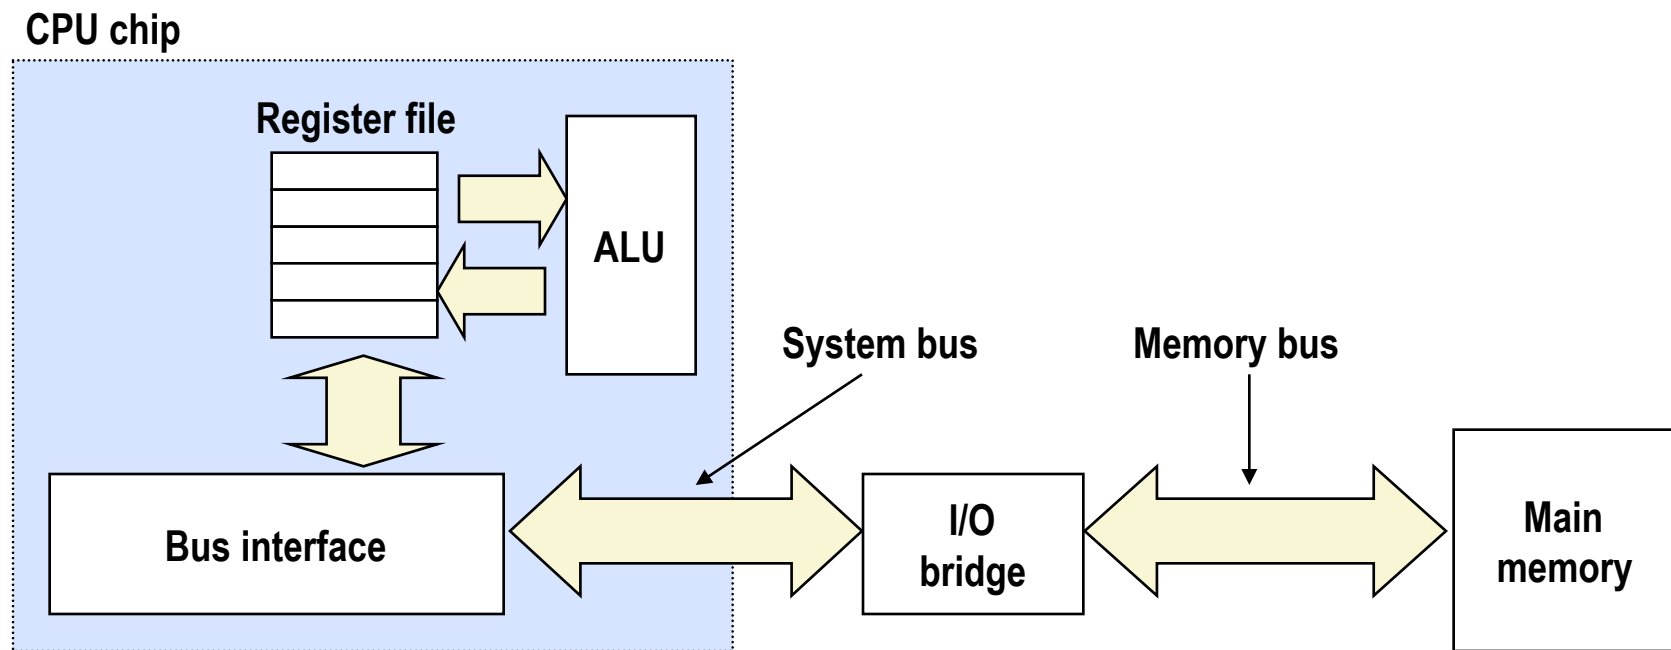 CPU chip
Register file
ALU
System bus
Memory bus
Bus interface
I/O
bridge
Main
memory